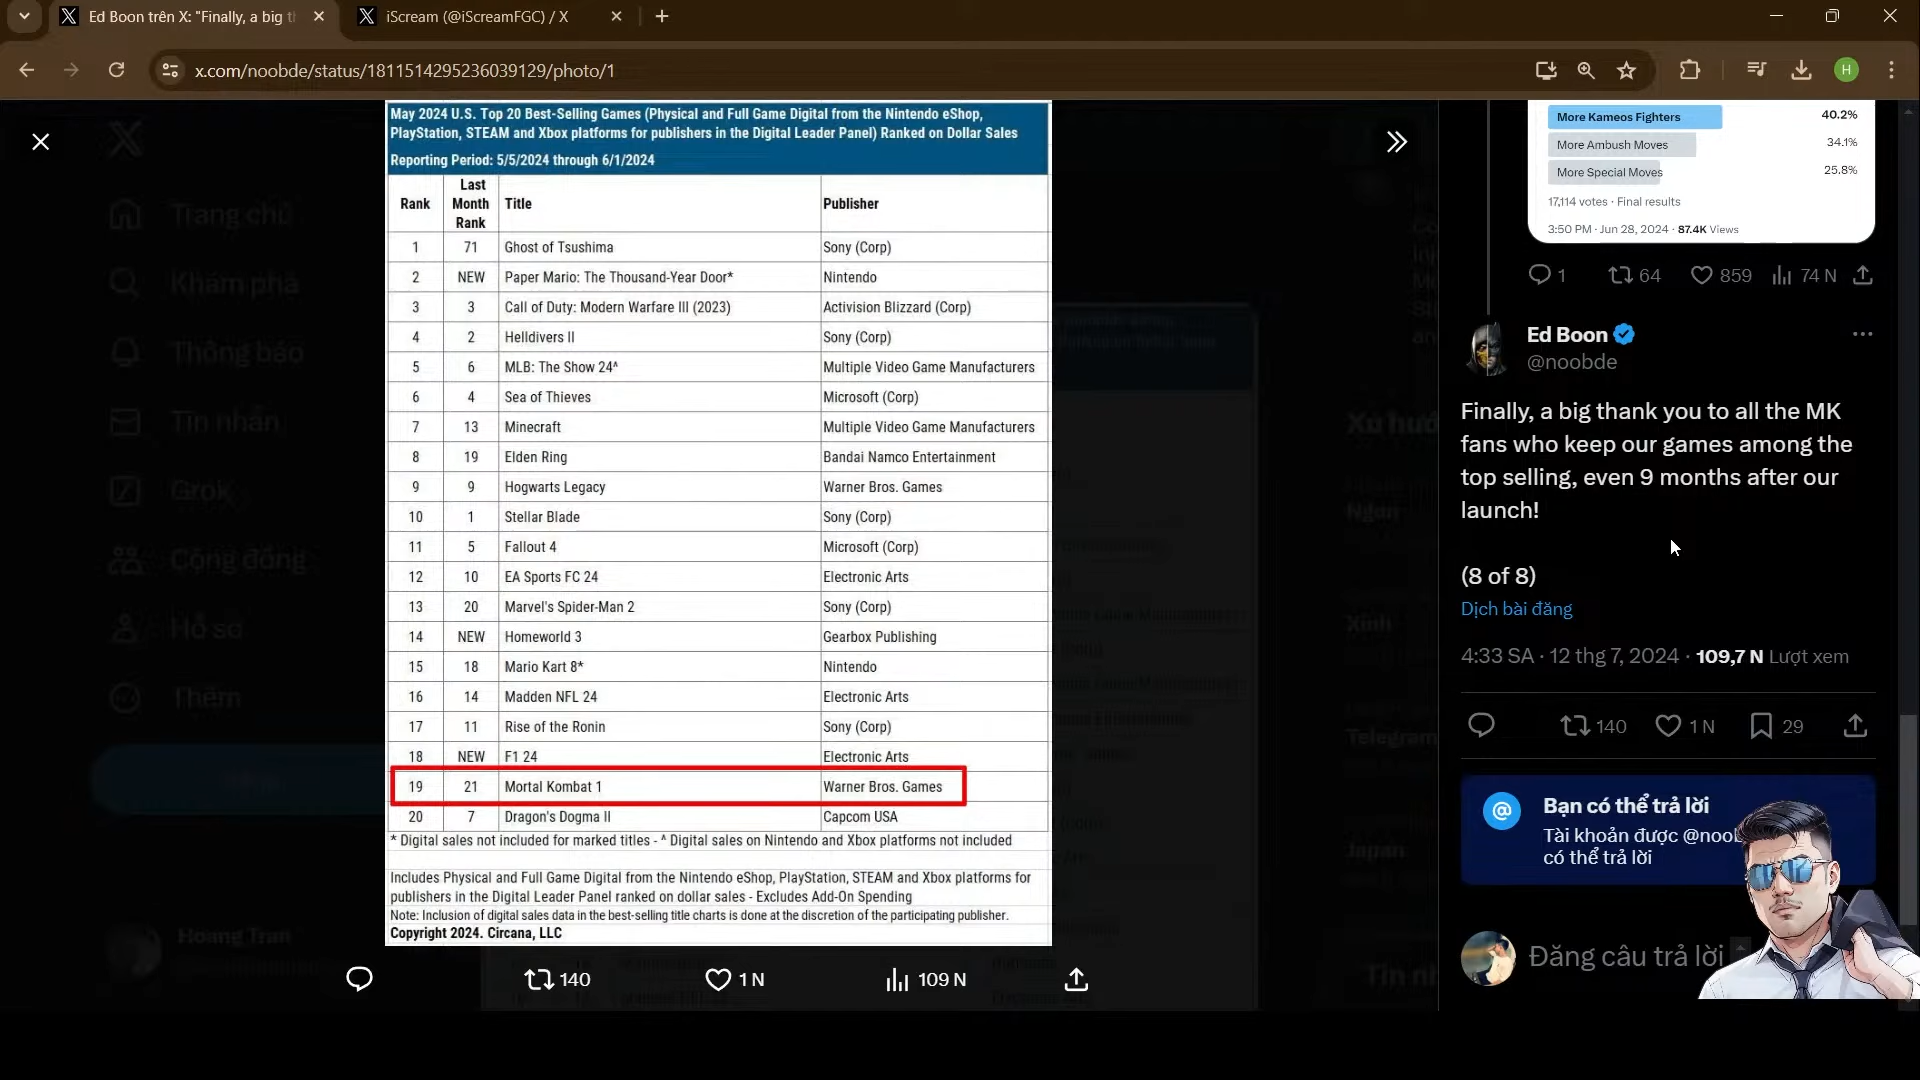 Ed Boon trên X: "Finally, a big t
iScream (@iScreamFGC) / X
x.com/noobde/status/1811514295236039129/photo/1
H
May 2024 U.S. Top 20 Best-Selling Games (Physical and Full Game Digital from the Nintendo eShop,
PlayStation, STEAM and Xbox platforms for publishers in the Digital Leader Panel) Ranked on Dollar Sales
Reporting Period: 5/5/2024 through 6/1/2024
Rank Last Month Rank Title Publisher
1 71 Ghost of Tsushima Sony (Corp)
2 NEW Paper Mario: The Thousand-Year Door* Nintendo
3 3 Call of Duty: Modern Warfare III (2023) Activision Blizzard (Corp)
4 2 Helldivers II Sony (Corp)
5 6 MLB: The Show 24^ Multiple Video Game Manufacturers
6 4 Sea of Thieves Microsoft (Corp)
7 13 Minecraft Multiple Video Game Manufacturers
8 19 Elden Ring Bandai Namco Entertainment
9 9 Hogwarts Legacy Warner Bros. Games
10 1 Stellar Blade Sony (Corp)
11 5 Fallout 4 Microsoft (Corp)
12 10 EA Sports FC 24 Electronic Arts
13 20 Marvel's Spider-Man 2 Sony (Corp)
14 NEW Homeworld 3 Gearbox Publishing
15 18 Mario Kart 8* Nintendo
16 14 Madden NFL 24 Electronic Arts
17 11 Rise of the Ronin Sony (Corp)
18 NEW F1 24 Electronic Arts
19 21 Mortal Kombat 1 Warner Bros. Games
20 7 Dragon's Dogma II Capcom USA
* Digital sales not included for marked titles - ^ Digital sales on Nintendo and Xbox platforms not included
Includes Physical and Full Game Digital from the Nintendo eShop, PlayStation, STEAM and Xbox platforms for
publishers in the Digital Leader Panel ranked on dollar sales - Excludes Add-On Spending
Note: Inclusion of digital sales data in the best-selling title charts is done at the discretion of the participating publisher.
Copyright 2024. Circana, LLC
140 1 N 109 N
Trang chủ
Khám phá
Thông báo
Tin nhắn
Grok
Cộng đồng
Hồ sơ
Thêm
Hoang Tran
More Kameos Fighters 40.2%
More Ambush Moves 34.1%
More Special Moves 25.8%
17,114 votes · Final results
3:50 PM · Jun 28, 2024 · 87.4K Views
1 64 859 74 N
Ed Boon
@noobde
Finally, a big thank you to all the MK
fans who keep our games among the
top selling, even 9 months after our
launch!
(8 of 8)
Dịch bài đăng
4:33 SA · 12 thg 7, 2024 · 109,7 N Lượt xem
140 1 N 29
Bạn có thể trả lời
Tài khoản được
có thể trả lời
Đăng câu trả lời